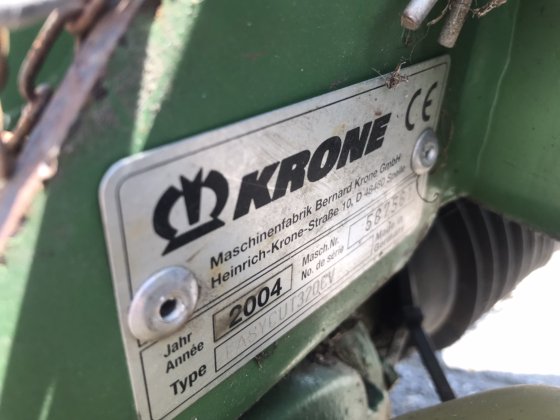 KRONE
CE
Maschinenfabrik Bernard Krone GmbH
Heinrich-Krone-Straße 10, D 48480 Spelle
Jahr
Année
2004
Masch.Nr.
No. de série
Made in
Germany
Type
EASYCUT320CV